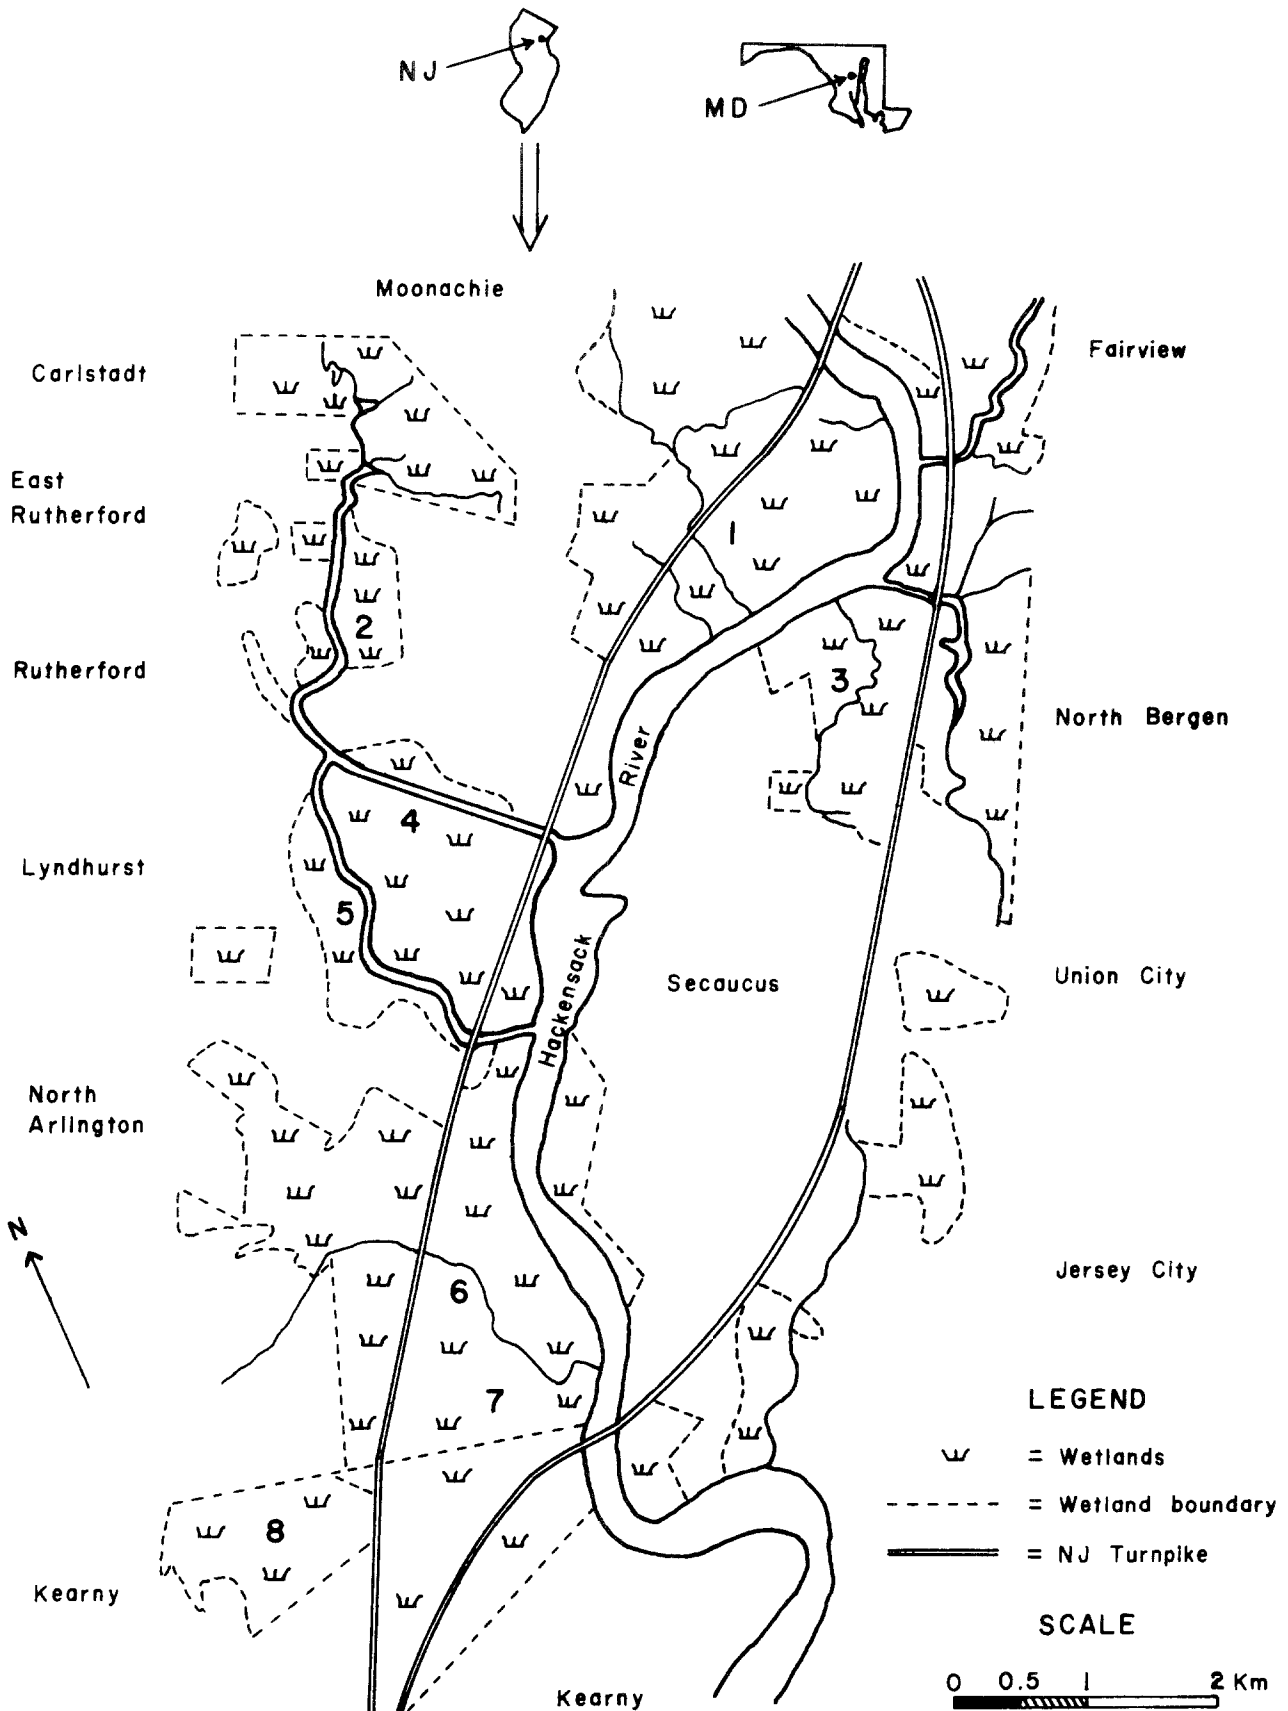 NJ
MD
Moonachie
Fairview
Carlstadt
East
Rutherford
1
2
Rutherford
3
North Bergen
River
4
Lyndhurst
5
Hackensack
Secaucus
Union City
North
Arlington
N
6
Jersey City
7
LEGEND
= Wetlands
= Wetland boundary
8
= NJ Turnpike
Kearny
SCALE
Kearny
0 0.5 1 2 Km